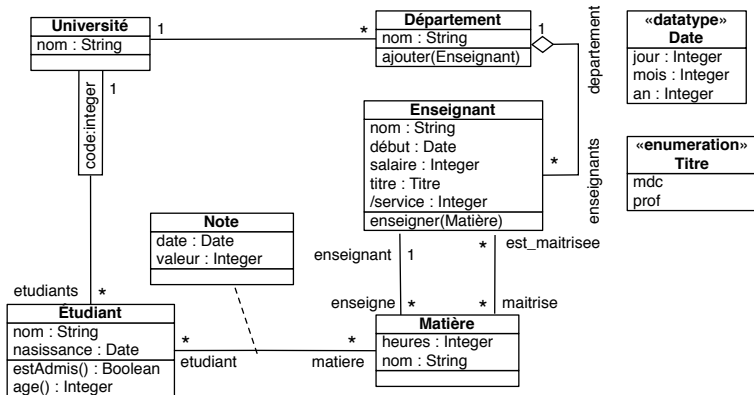 Université
nom : String
1
*
Département
nom : String
ajouter(Enseignant)
1
departement
«datatype»
Date
jour : Integer
mois : Integer
an : Integer
code:integer
1
Enseignant
nom : String
début : Date
salaire : Integer
titre : Titre
/service : Integer
enseigner(Matière)
*
enseignants
«enumeration»
Titre
mdc
prof
Note
date : Date
valeur : Integer
enseignant
1
*
est_maitrisee
etudiants
*
enseigne
*
*
maitrise
Étudiant
nom : String
nasissance : Date
estAdmis() : Boolean
age() : Integer
*
etudiant
*
matiere
Matière
heures : Integer
nom : String